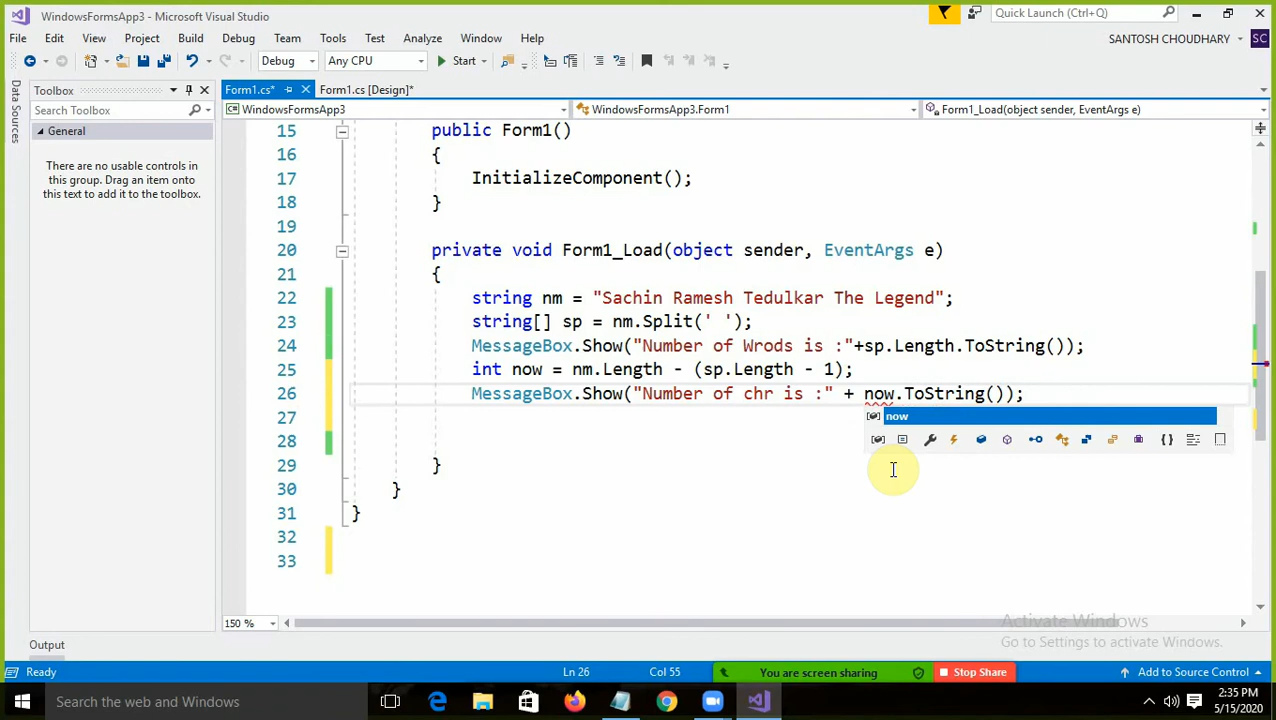 WindowsFormsApp3 - Microsoft Visual Studio
Quick Launch (Ctrl+Q)
File Edit View Project Build Debug Team Tools Test Analyze Window Help
SANTOSH CHOUDHARY SC
Debug Any CPU Start
Data Sources
Toolbox
Form1.cs* Form1.cs [Design]*
Search Toolbox
WindowsFormsApp3 WindowsFormsApp3.Form1 Form1_Load(object sender, EventArgs e)
General
There are no usable controls in
this group. Drag an item onto
this text to add it to the toolbox.
15 public Form1()
16 {
17 InitializeComponent();
18 }
19
20 private void Form1_Load(object sender, EventArgs e)
21 {
22 string nm = "Sachin Ramesh Tedulkar The Legend";
23 string[] sp = nm.Split(' ');
24 MessageBox.Show("Number of Wrods is :"+sp.Length.ToString());
25 int now = nm.Length - (sp.Length - 1);
26 MessageBox.Show("Number of chr is :" + now.ToString());
now
27
28
29 }
30 }
31 }
32
33
150 %
Activate Windows
Go to Settings to activate Windows.
Output
Ready Ln 26 Col 55 You are screen sharing Stop Share Add to Source Control
Search the web and Windows
2:35 PM
5/15/2020